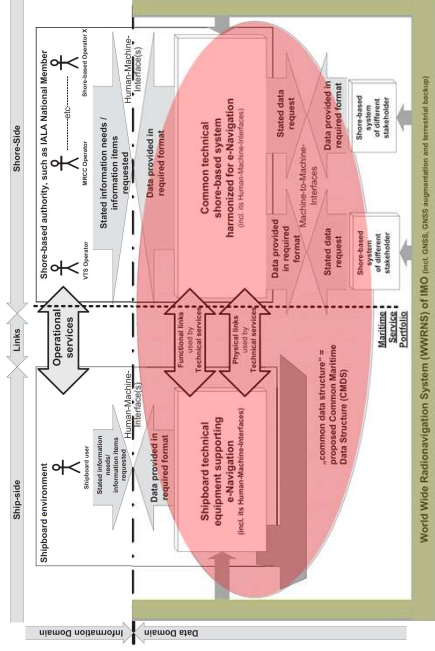 Ship-side
Links
Shore-Side
Shipboard environment
Shipboard user
Stated information
needs/
information items
requested
Human-Machine-
Interface(s)
Data provided in
required format
Shipboard technical
equipment supporting
e-Navigation
(incl. its Human-Machine-Interfaces)
Operational
services
Functional links
used by
Technical services
Physical links
used by
Technical services
„common data structure“ =
proposed Common Maritime
Data Structure (CMDS)
Shore-based authority, such as IALA National Member
VTS Operator
MRCC Operator
etc
Shore-based Operator X
Stated information needs /
information items
requested
Human-Machine-
Interface(s)
Data provided in
required format
Common technical
shore-based system
harmonized for e-Navigation
(incl. its Human-Machine-Interfaces)
Data provided
in required
format
Stated data
request
Machine-to-Machine-
Interfaces
Stated data
request
Data provided in
required format
Shore-based
system
of different
stakeholder
Shore-based
system
of different
stakeholder
Maritime
Service
Portfolio
World Wide Radionavigation System (WWRNS) of IMO (incl. GNSS, GNSS augmentation and terrestrial backup)
Information Domain
Data Domain